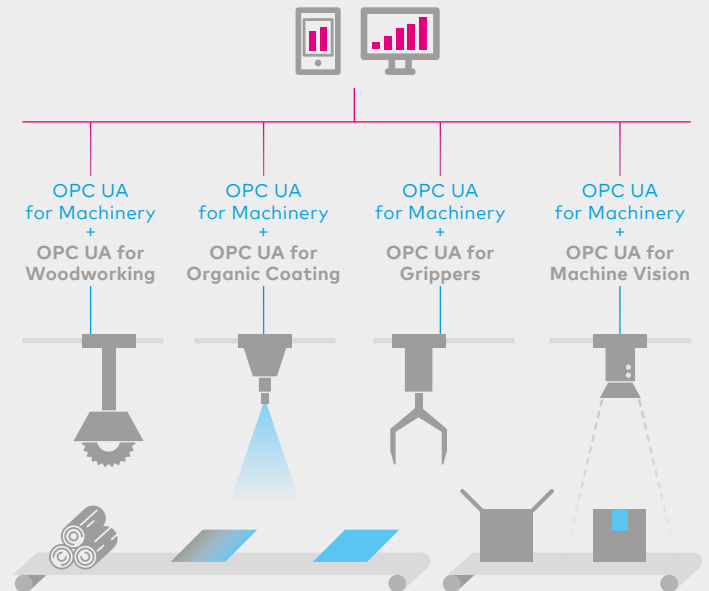 OPC UA
for Machinery
+
OPC UA for
Woodworking
OPC UA
for Machinery
+
OPC UA for
Organic Coating
OPC UA
for Machinery
+
OPC UA for
Grippers
OPC UA
for Machinery
+
OPC UA for
Machine Vision